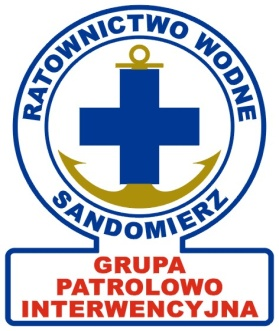 RATOWNICTWO WODNE
SANDOMIERZ
GRUPA
PATROLOWO
INTERWENCYJNA